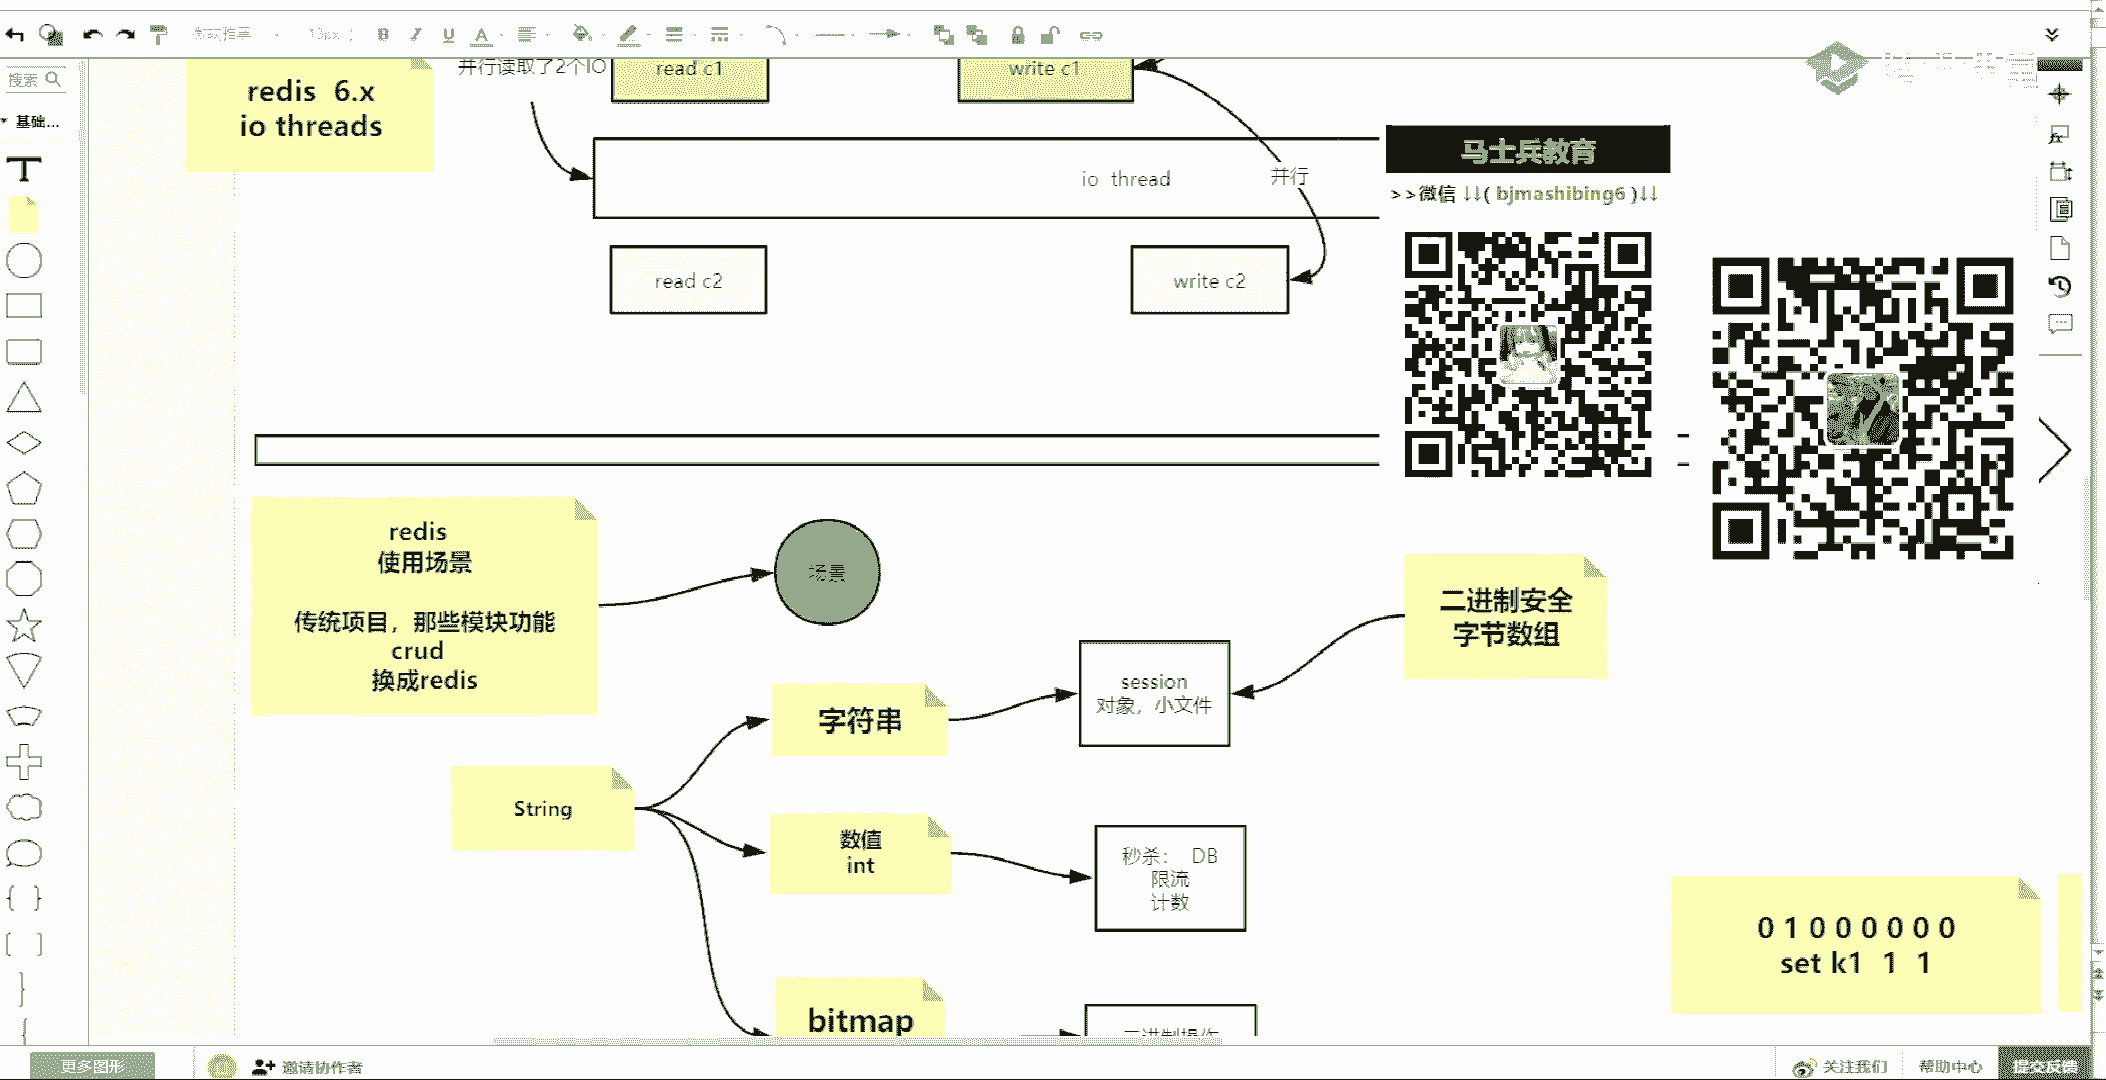 13px
B
I
U
A
搜索
基础...
T
redis 6.x
io threads
并行读取了2个IO
read c1
write c1
io thread
并行
read c2
write c2
马士兵教育
>>微信 ↓↓( bjmashibing6 )↓↓
redis
使用场景
传统项目，那些模块功能
crud
换成redis
场景
二进制安全
字节数组
session
对象，小文件
字符串
String
数值
int
秒杀： DB
限流
计数
bitmap
二进制操作
0 1 0 0 0 0 0 0
set k1 1 1
更多图形
邀请协作者
关注我们
帮助中心
提交反馈